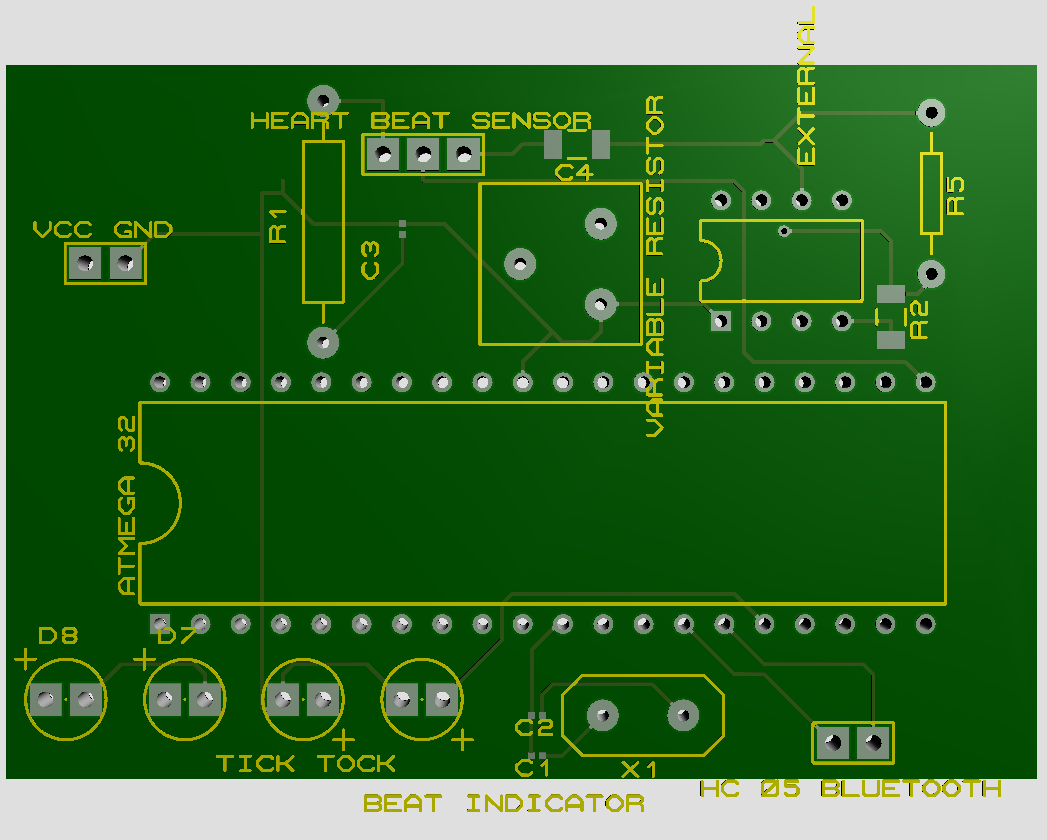 EXTERNAL
HEART BEAT SENSOR
VARIABLE RESISTOR
C4
R5
VCC GND
R1
C3
R2
ATMEGA 32
D8
D7
C2
C1
X1
TICK TOCK
HC 05 BLUETOOTH
BEAT INDICATOR